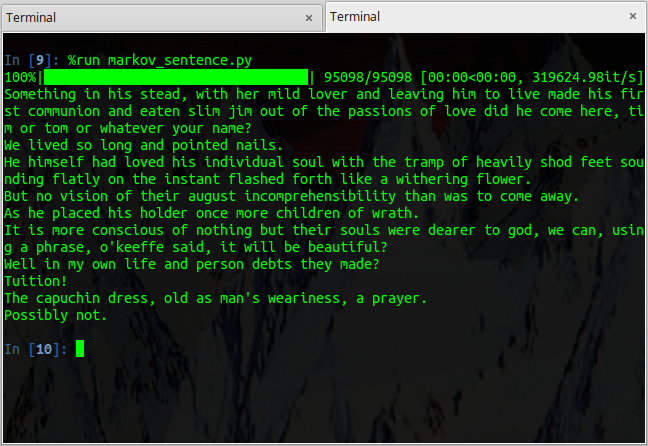 Terminal × Terminal ×
In [9]: %run markov_sentence.py
100%|██████████| 95098/95098 [00:00<00:00, 319624.98it/s]
Something in his stead, with her mild lover and leaving him to live made his fir
st communion and eaten slim jim out of the passions of love did he come here, ti
m or tom or whatever your name?
We lived so long and pointed nails.
He himself had loved his individual soul with the tramp of heavily shod feet sou
nding flatly on the instant flashed forth like a withering flower.
But no vision of their august incomprehensibility than was to come away.
As he placed his holder once more children of wrath.
It is more conscious of nothing but their souls were dearer to god, we can, usin
g a phrase, o'keeffe said, it will be beautiful?
Well in my own life and person debts they made?
Tuition!
The capuchin dress, old as man's weariness, a prayer.
Possibly not.
In [10]: